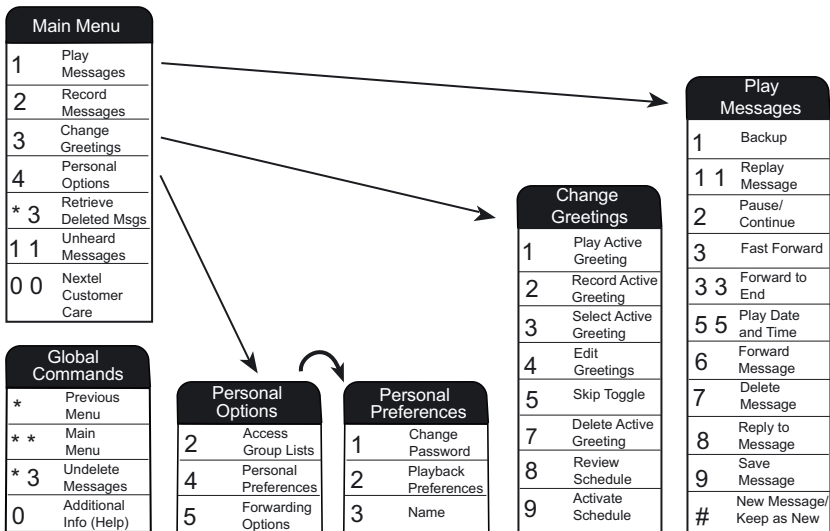 Main Menu
1 Play
Messages
2 Record
Messages
3 Change
Greetings
4 Personal
Options
* 3 Retrieve
Deleted Msgs
1 1 Unheard
Messages
0 0 Nextel
Customer
Care
Global
Commands
* Previous
Menu
* * Main
Menu
* 3 Undelete
Messages
0 Additional
Info (Help)
Personal
Options
2 Access
Group Lists
4 Personal
Preferences
5 Forwarding
Options
Personal
Preferences
1 Change
Password
2 Playback
Preferences
3 Name
Change
Greetings
1 Play Active
Greeting
2 Record Active
Greeting
3 Select Active
Greeting
4 Edit
Greetings
5 Skip Toggle
7 Delete Active
Greeting
8 Review
Schedule
9 Activate
Schedule
Play
Messages
1 Backup
1 1 Replay
Message
2 Pause/
Continue
3 Fast Forward
3 3 Forward to
End
5 5 Play Date
and Time
6 Forward
Message
7 Delete
Message
8 Reply to
Message
9 Save
Message
# New Message/
Keep as New